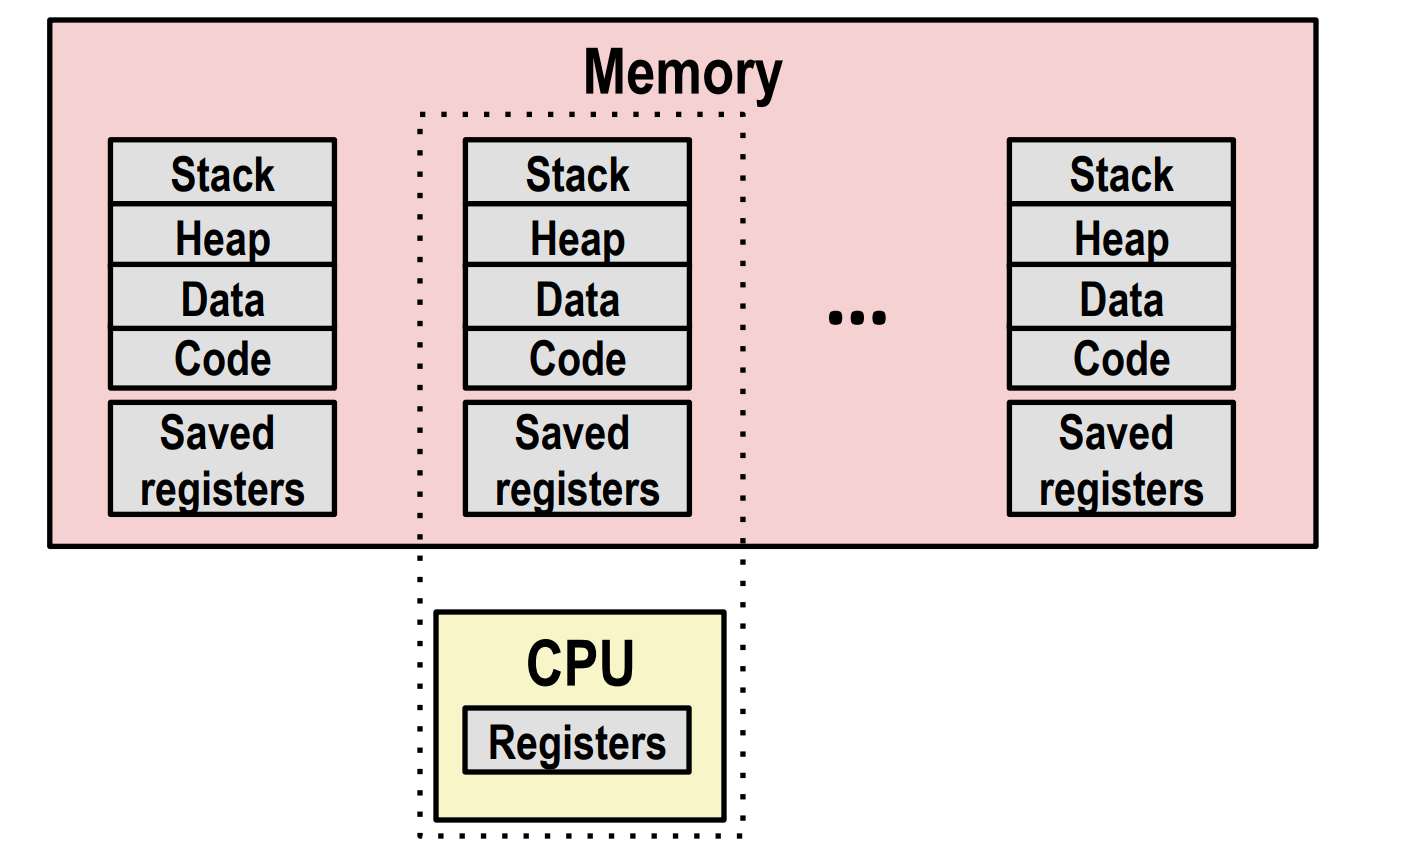 Memory
Stack
Heap
Data
Code
Saved
registers
Stack
Heap
Data
Code
Saved
registers
...
Stack
Heap
Data
Code
Saved
registers
CPU
Registers